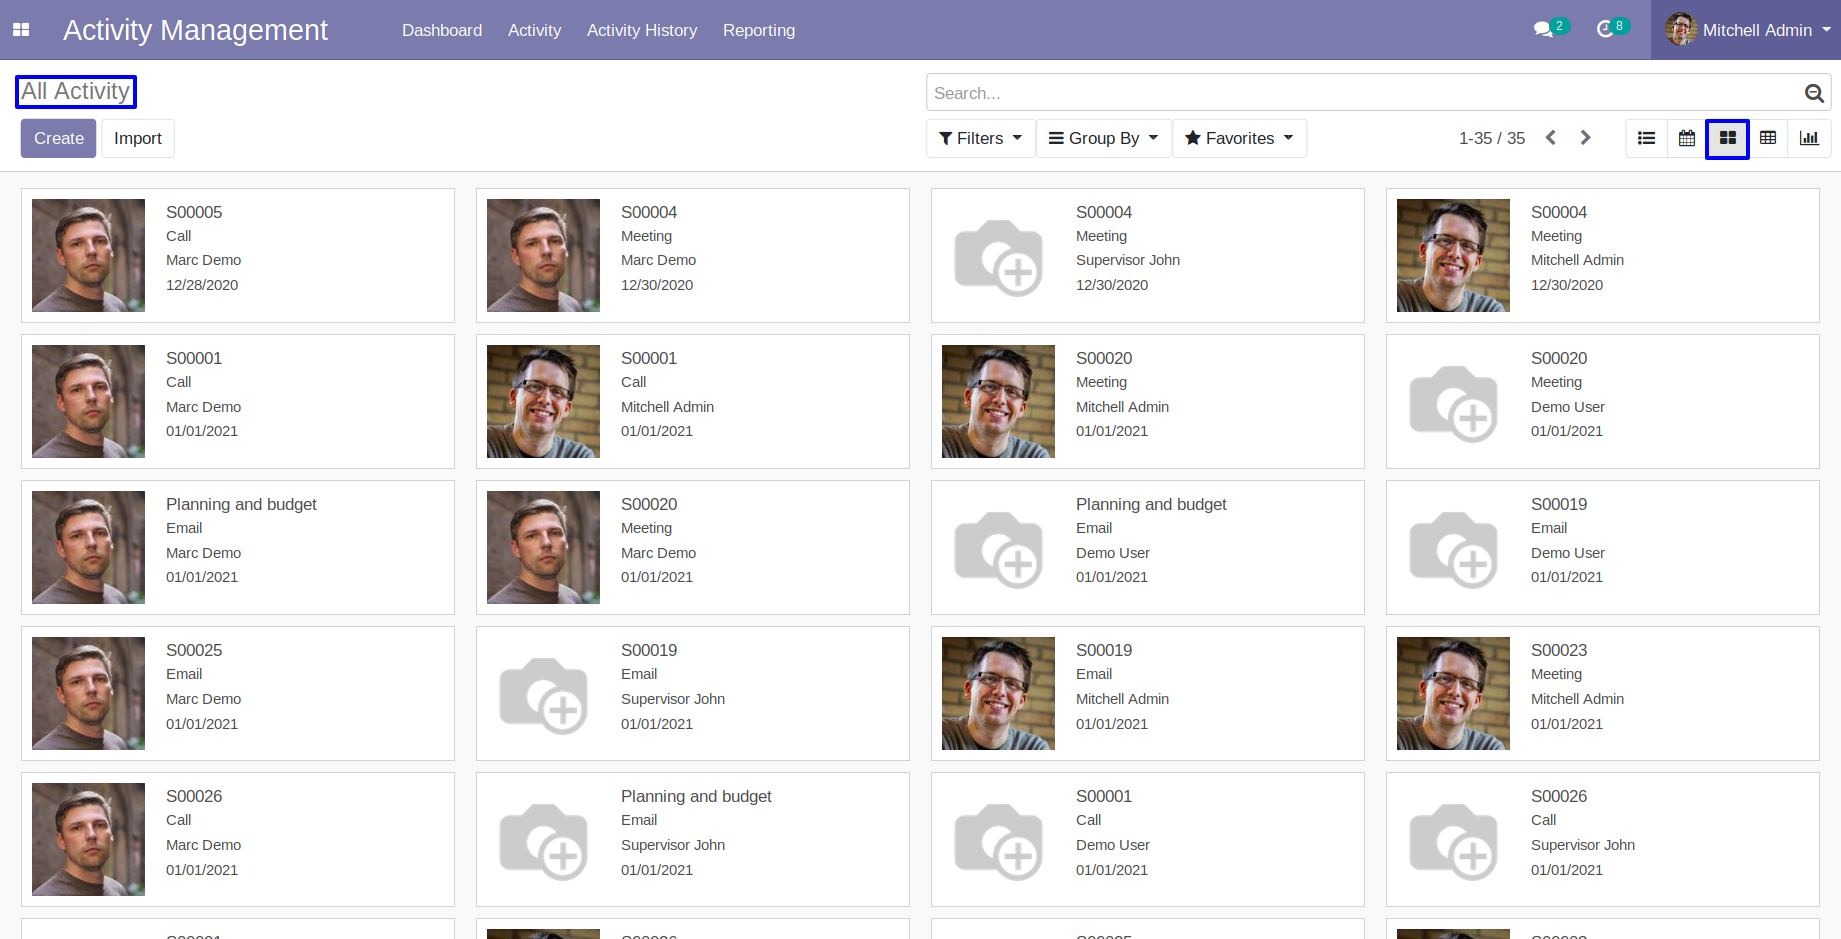 Activity Management
Dashboard
Activity
Activity History
Reporting
2
8
Mitchell Admin
All Activity
Search...
Create
Import
Filters
Group By
Favorites
1-35 / 35
S00005
Call
Marc Demo
12/28/2020
S00004
Meeting
Marc Demo
12/30/2020
S00004
Meeting
Supervisor John
12/30/2020
S00004
Meeting
Mitchell Admin
12/30/2020
S00001
Call
Marc Demo
01/01/2021
S00001
Call
Mitchell Admin
01/01/2021
S00020
Meeting
Mitchell Admin
01/01/2021
S00020
Meeting
Demo User
01/01/2021
Planning and budget
Email
Marc Demo
01/01/2021
S00020
Meeting
Marc Demo
01/01/2021
Planning and budget
Email
Demo User
01/01/2021
S00019
Email
Demo User
01/01/2021
S00025
Email
Marc Demo
01/01/2021
S00019
Email
Supervisor John
01/01/2021
S00019
Email
Mitchell Admin
01/01/2021
S00023
Meeting
Mitchell Admin
01/01/2021
S00026
Call
Marc Demo
01/01/2021
Planning and budget
Email
Supervisor John
01/01/2021
S00001
Call
Demo User
01/01/2021
S00026
Call
Supervisor John
01/01/2021